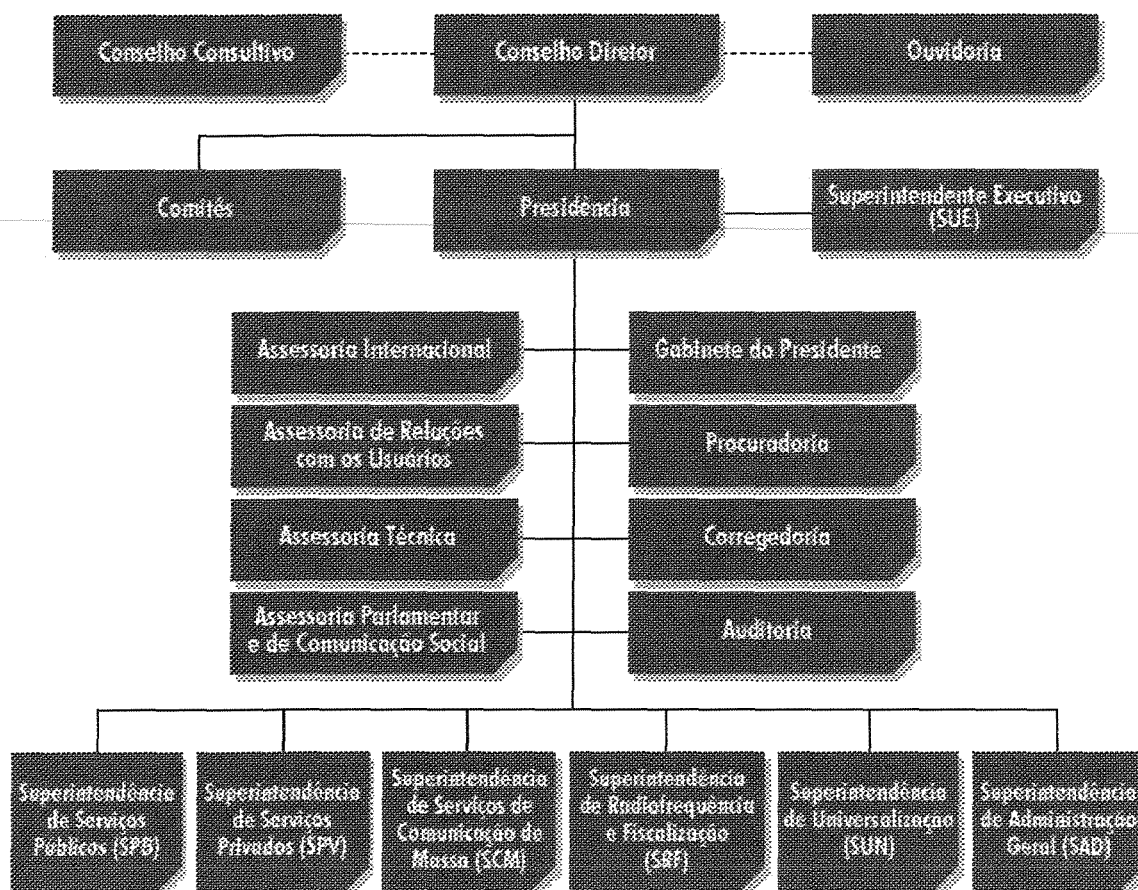 Conselho Consultivo
Conselho Diretor
Ouvidoria
Comitês
Presidência
Superintendente Executivo
(SUE)
Assessoria Internacional
Gabinete do Presidente
Assessoria de Relações
com os Usuários
Procuradoria
Assessoria Técnica
Corregedoria
Assessoria Parlamentar
e de Comunicação Social
Auditoria
Superintendência
de Serviços
Públicos (SPB)
Superintendência
de Serviços
Privados (SPV)
Superintendência
de Serviços de
Comunicação de
Massa (SCM)
Superintendência
de Radiofrequência
e Fiscalização
(SRF)
Superintendência
de Universalização
(SUN)
Superintendência
de Administração
Geral (SAD)